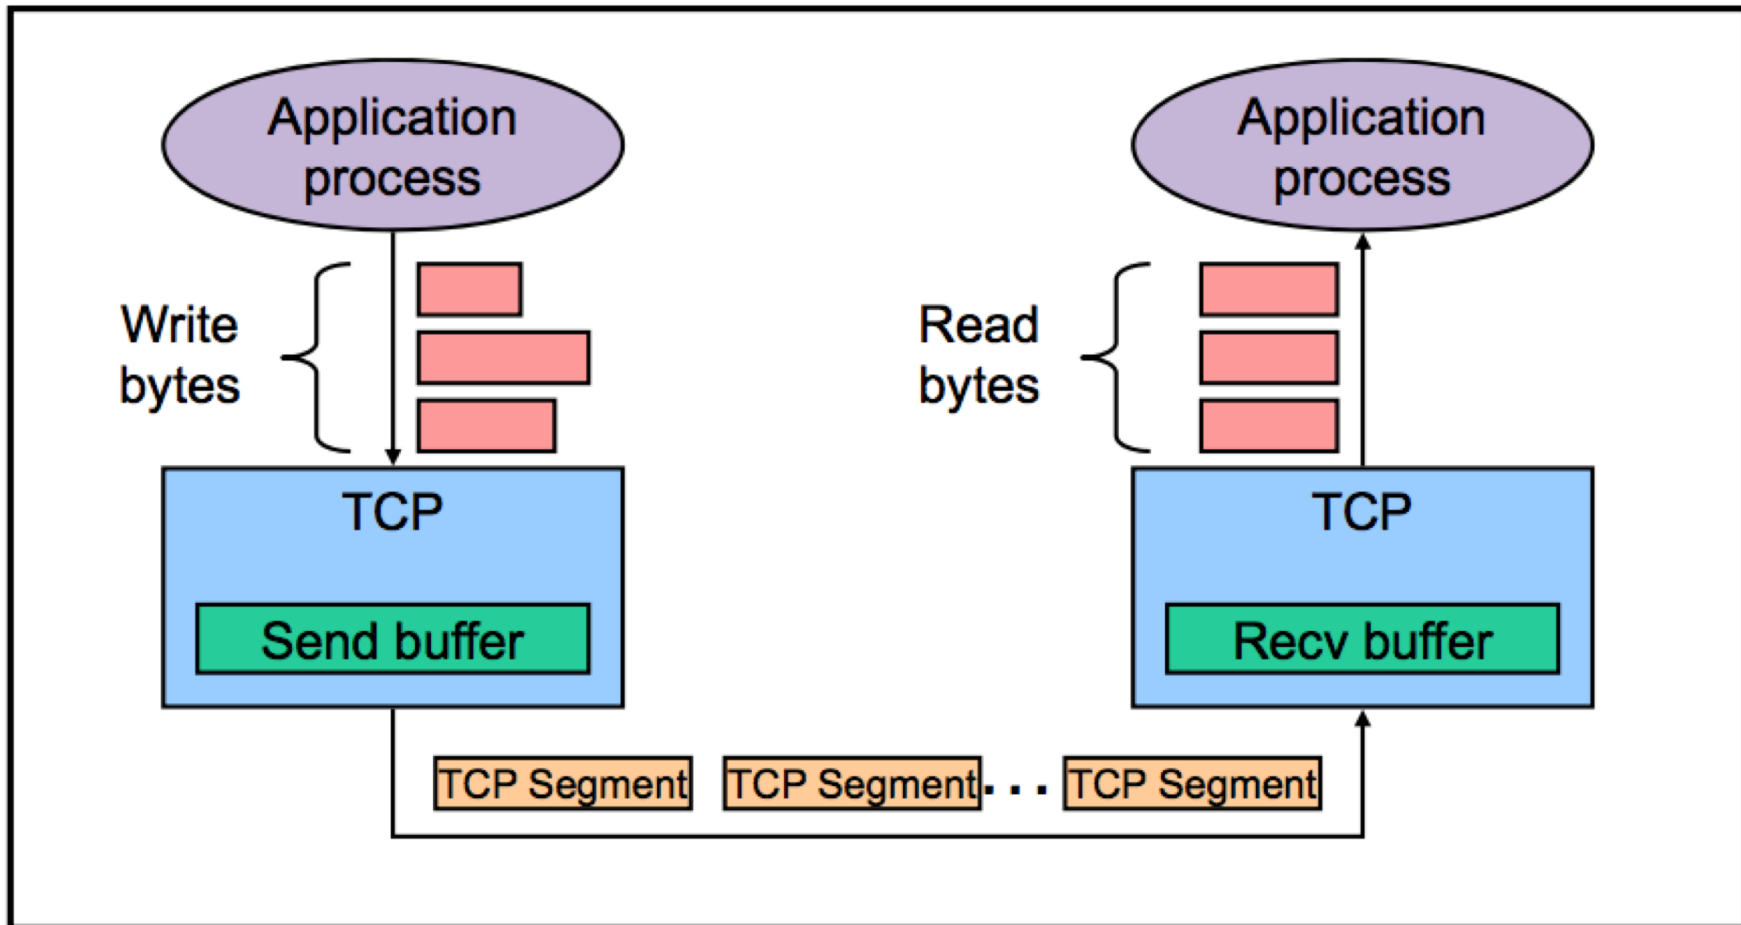 Application
process
Application
process
Write
bytes
Read
bytes
TCP
TCP
Send buffer
Recv buffer
TCP Segment
TCP Segment
...
TCP Segment